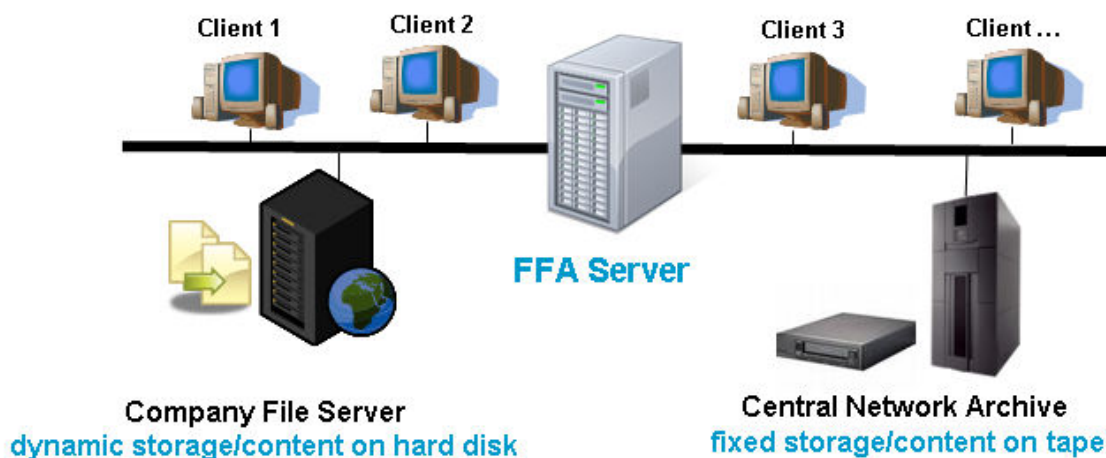 Client 1
Client 2
Client 3
Client ...
FFA Server
Company File Server
dynamic storage/content on hard disk
Central Network Archive
fixed storage/content on tape